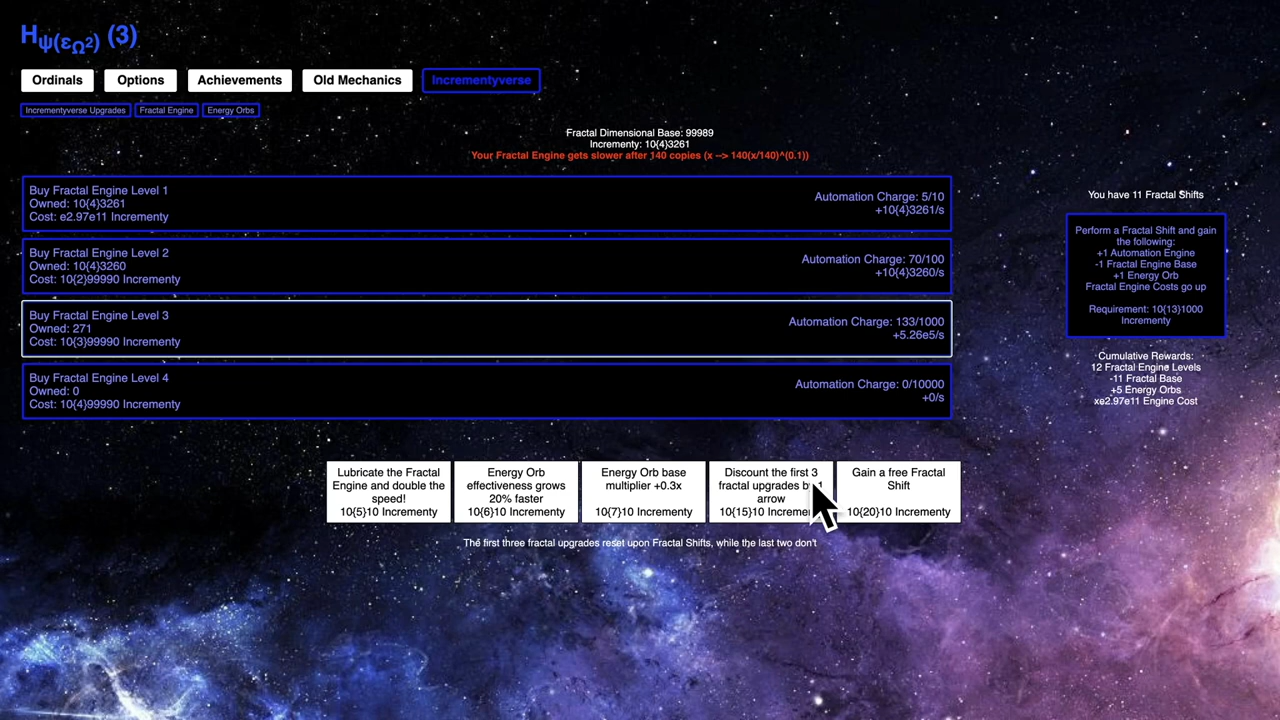 Hψ(εΩ2) (3)
Ordinals
Options
Achievements
Old Mechanics
Incrementyverse
Incrementyverse Upgrades
Fractal Engine
Energy Orbs
Fractal Dimensional Base: 99989
Incrementy: 10{4}3261
Your Fractal Engine gets slower after 140 copies (x --> 140(x/140)^(0.1))
Buy Fractal Engine Level 1
Owned: 10{4}3261
Cost: e2.97e11 Incrementy
Automation Charge: 5/10
+10{4}3261/s
Buy Fractal Engine Level 2
Owned: 10{4}3260
Cost: 10{2}99990 Incrementy
Automation Charge: 70/100
+10{4}3260/s
Buy Fractal Engine Level 3
Owned: 271
Cost: 10{3}99990 Incrementy
Automation Charge: 133/1000
+5.26e5/s
Buy Fractal Engine Level 4
Owned: 0
Cost: 10{4}99990 Incrementy
Automation Charge: 0/10000
+0/s
You have 11 Fractal Shifts
Perform a Fractal Shift and gain
the following:
+1 Automation Engine
-1 Fractal Engine Base
+1 Energy Orb
Fractal Engine Costs go up
Requirement: 10{13}1000
Incrementy
Cumulative Rewards:
12 Fractal Engine Levels
-11 Fractal Base
+5 Energy Orbs
xe2.97e11 Engine Cost
Lubricate the Fractal
Engine and double the
speed!
10{5}10 Incrementy
Energy Orb
effectiveness grows
20% faster
10{6}10 Incrementy
Energy Orb base
multiplier +0.3x
10{7}10 Incrementy
Discount the first 3
fractal upgrades 1
arrow
10{15}10
Gain a free Fractal
Shift
10{20}10 Incrementy
The first three fractal upgrades reset upon Fractal Shifts, while the last two don't